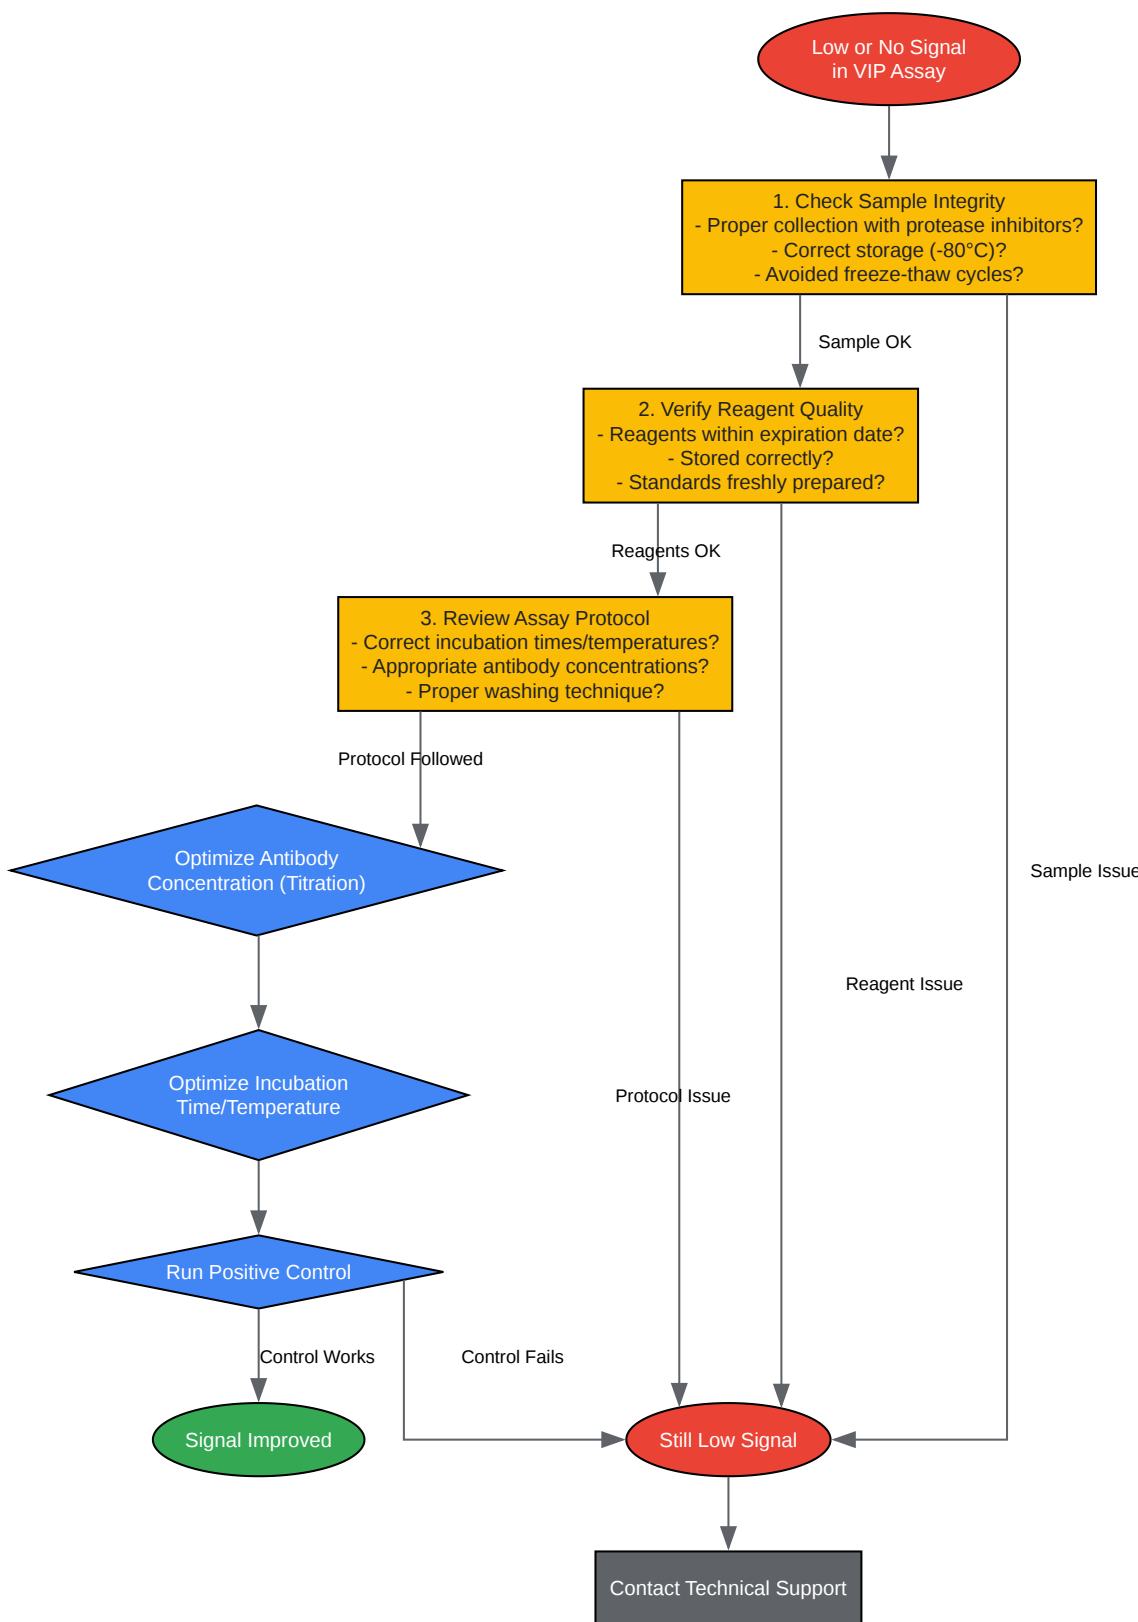 Low or No Signal
in VIP Assay
1. Check Sample Integrity
- Proper collection with protease inhibitors?
- Correct storage (-80°C)?
- Avoided freeze-thaw cycles?
Sample OK
2. Verify Reagent Quality
- Reagents within expiration date?
- Stored correctly?
- Standards freshly prepared?
Reagents OK
3. Review Assay Protocol
- Correct incubation times/temperatures?
- Appropriate antibody concentrations?
- Proper washing technique?
Protocol Followed
Optimize Antibody
Concentration (Titration)
Sample Issue
Reagent Issue
Optimize Incubation
Time/Temperature
Protocol Issue
Run Positive Control
Control Works
Control Fails
Signal Improved
Still Low Signal
Contact Technical Support